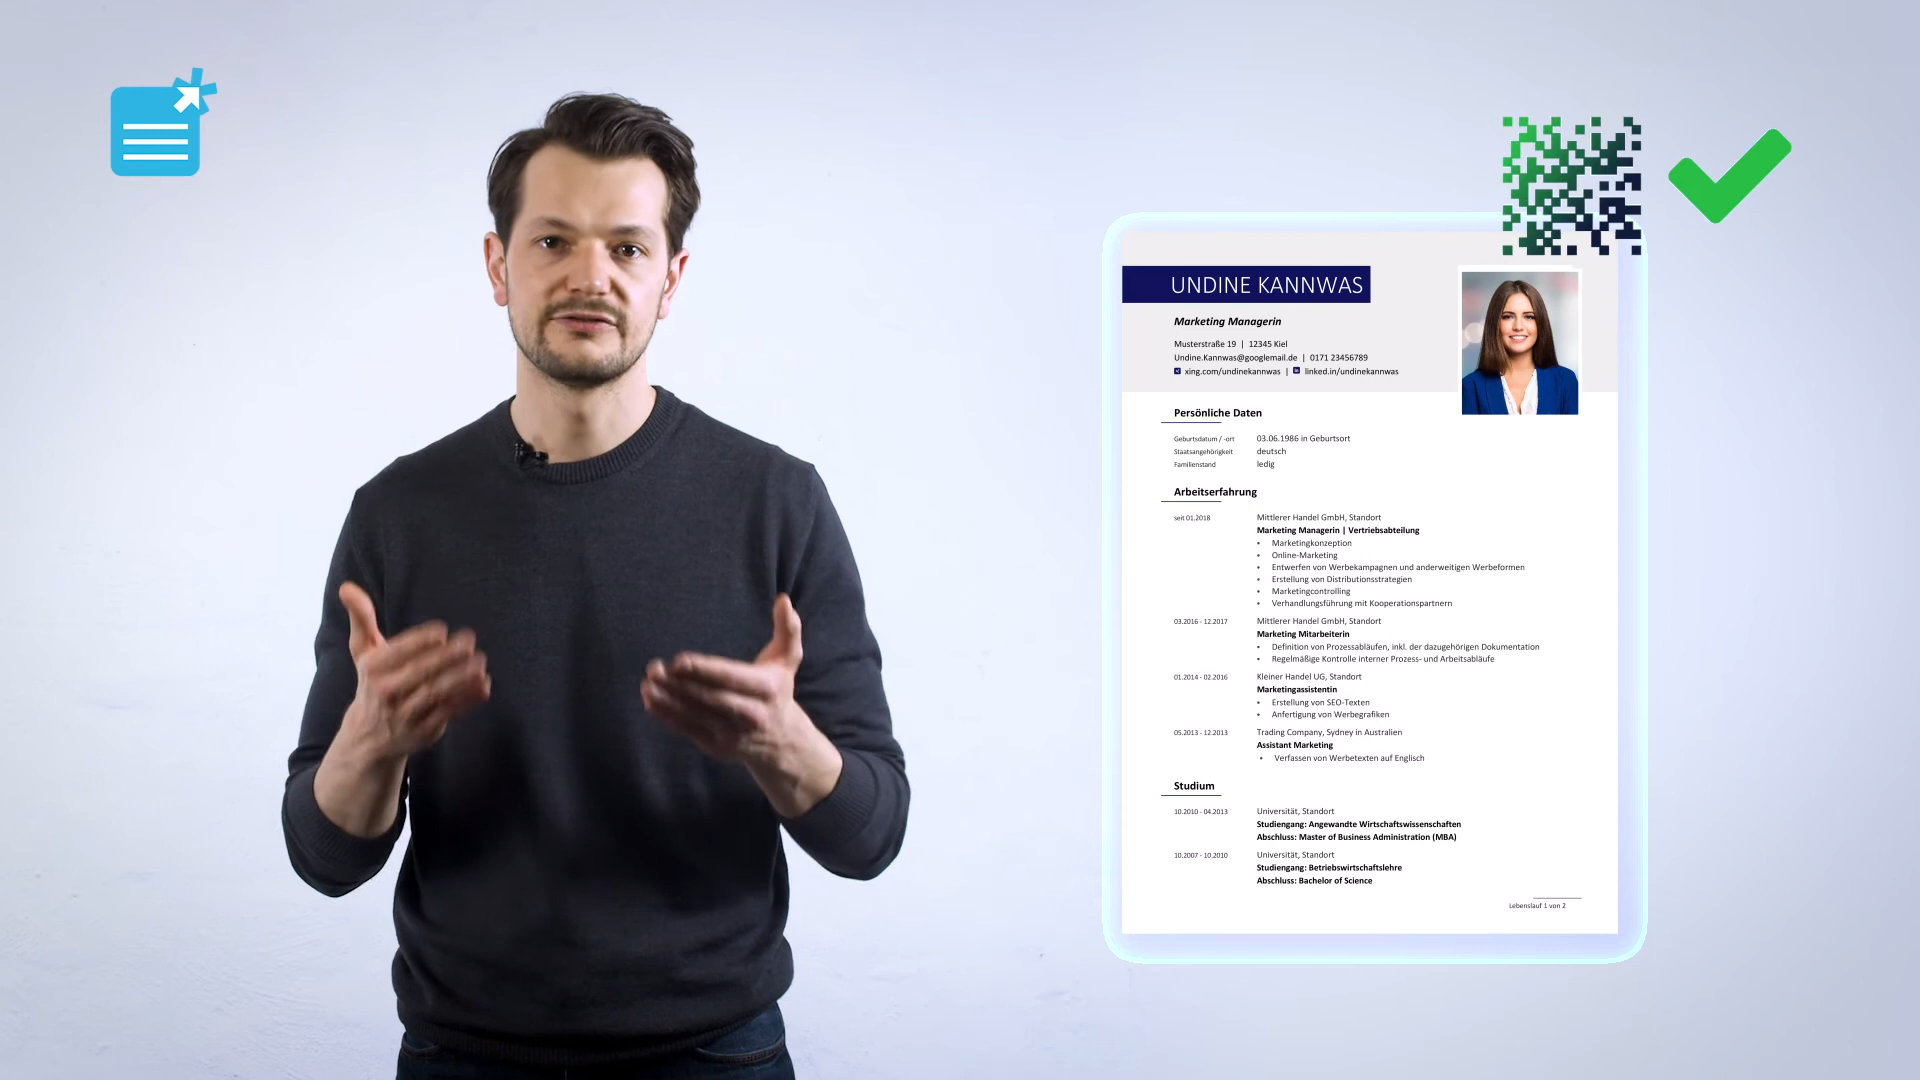 UNDINE KANNWAS
Marketing Managerin
Musterstraße 19 | 12345 Kiel
Undine.Kannwas@googlemail.de | 0171 23456789
xing.com/undinekannwas | linked.in/undinekannwas
Persönliche Daten
Geburtsdatum / -ort 03.06.1986 in Geburtsort
Staatsangehörigkeit deutsch
Familienstand ledig
Arbeitserfahrung
seit 01.2018 Mittlerer Handel GmbH, Standort
Marketing Managerin | Vertriebsabteilung
• Marketingkonzeption
• Online-Marketing
• Entwerfen von Werbekampagnen und anderweitigen Werbeformen
• Erstellung von Distributionsstrategien
• Marketingcontrolling
• Verhandlungsführung mit Kooperationspartnern
03.2016 - 12.2017 Mittlerer Handel GmbH, Standort
Marketing Mitarbeiterin
• Definition von Prozessabläufen, inkl. der dazugehörigen Dokumentation
• Regelmäßige Kontrolle interner Prozess- und Arbeitsabläufe
01.2014 - 02.2016 Kleiner Handel UG, Standort
Marketingassistentin
• Erstellung von SEO-Texten
• Anfertigung von Werbegrafiken
05.2013 - 12.2013 Trading Company, Sydney in Australien
Assistant Marketing
• Verfassen von Werbetexten auf Englisch
Studium
10.2010 - 04.2013 Universität, Standort
Studiengang: Angewandte Wirtschaftswissenschaften
Abschluss: Master of Business Administration (MBA)
10.2007 - 10.2010 Universität, Standort
Studiengang: Betriebswirtschaftslehre
Abschluss: Bachelor of Science
Lebenslauf 1 von 2